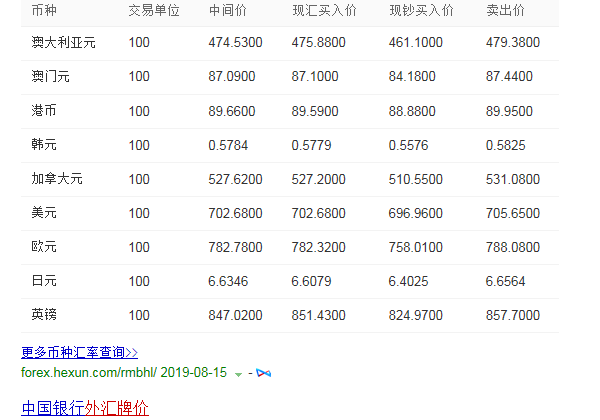 币种 交易单位 中间价 现汇买入价 现钞买入价 卖出价
澳大利亚元 100 474.5300 475.8800 461.1000 479.3800
澳门元 100 87.0900 87.1000 84.1800 87.4400
港币 100 89.6600 89.5900 88.8800 89.9500
韩元 100 0.5784 0.5779 0.5576 0.5825
加拿大元 100 527.6200 527.2000 510.5500 531.0800
美元 100 702.6800 702.6800 696.9600 705.6500
欧元 100 782.7800 782.3200 758.0100 788.0800
日元 100 6.6346 6.6079 6.4025 6.6564
英镑 100 847.0200 851.4300 824.9700 857.7000
更多币种汇率查询>>
forex.hexun.com/rmbhl/ 2019-08-15 -
中国银行外汇牌价